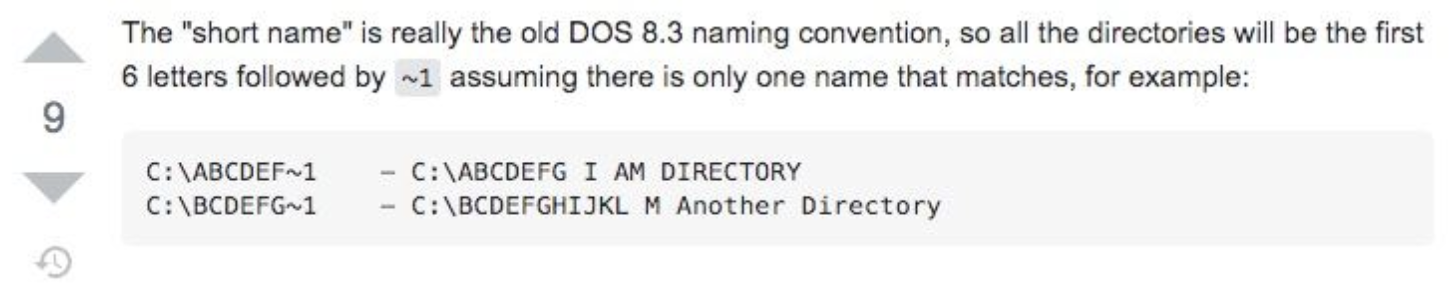 The "short name" is really the old DOS 8.3 naming convention, so all the directories will be the first
6 letters followed by ~1 assuming there is only one name that matches, for example:
9
C:\ABCDEF~1    – C:\ABCDEFG I AM DIRECTORY
C:\BCDEFG~1    – C:\BCDEFGHIJKL M Another Directory